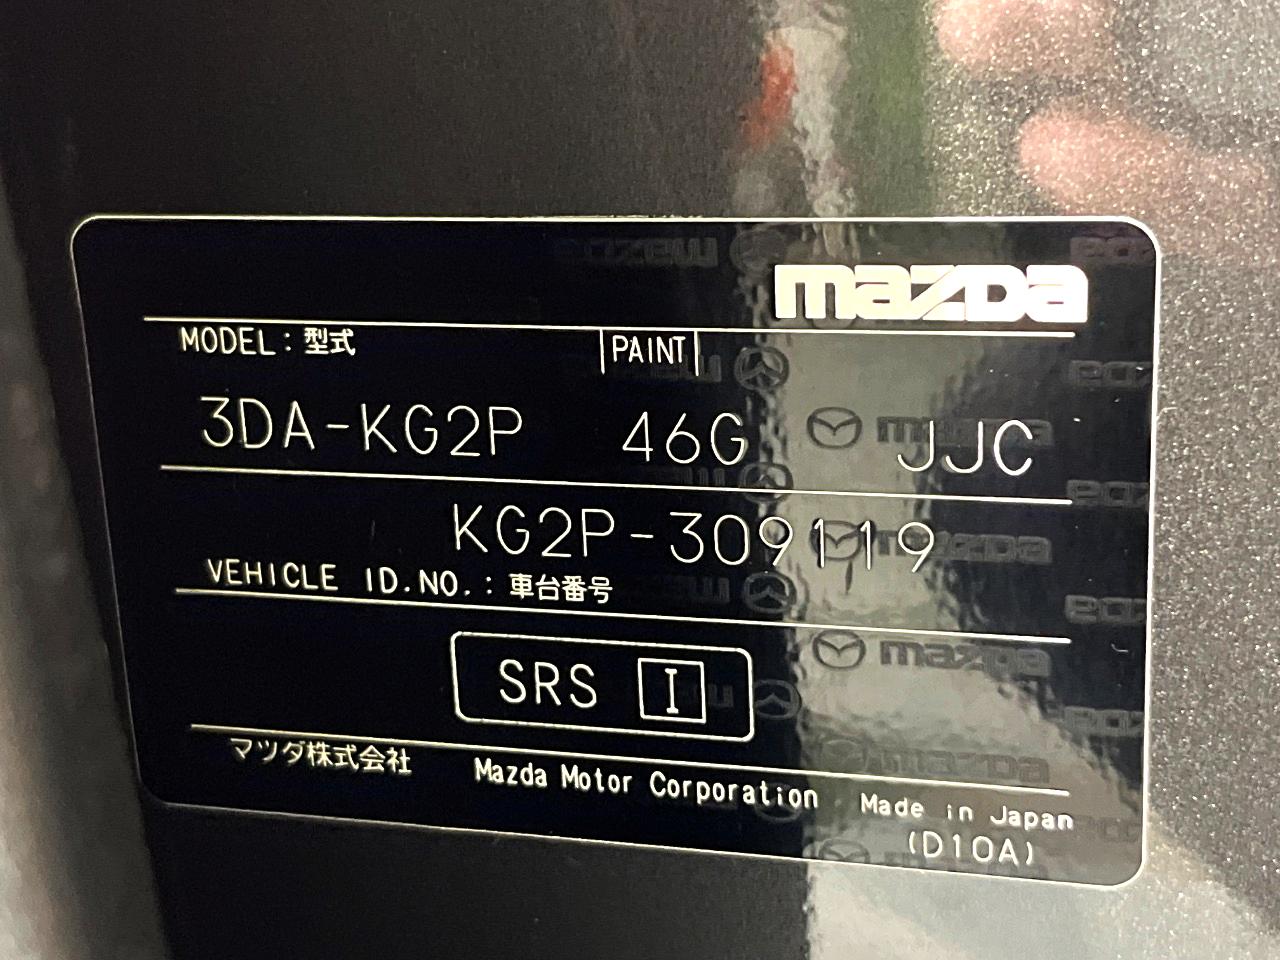 mazda
MODEL : 型式 |PAINT|
3DA-KG2P 46G JJC
KG2P-309119
VEHICLE ID.NO. : 車台番号
SRS I
マツダ株式会社 Mazda Motor Corporation Made in Japan
(D10A)